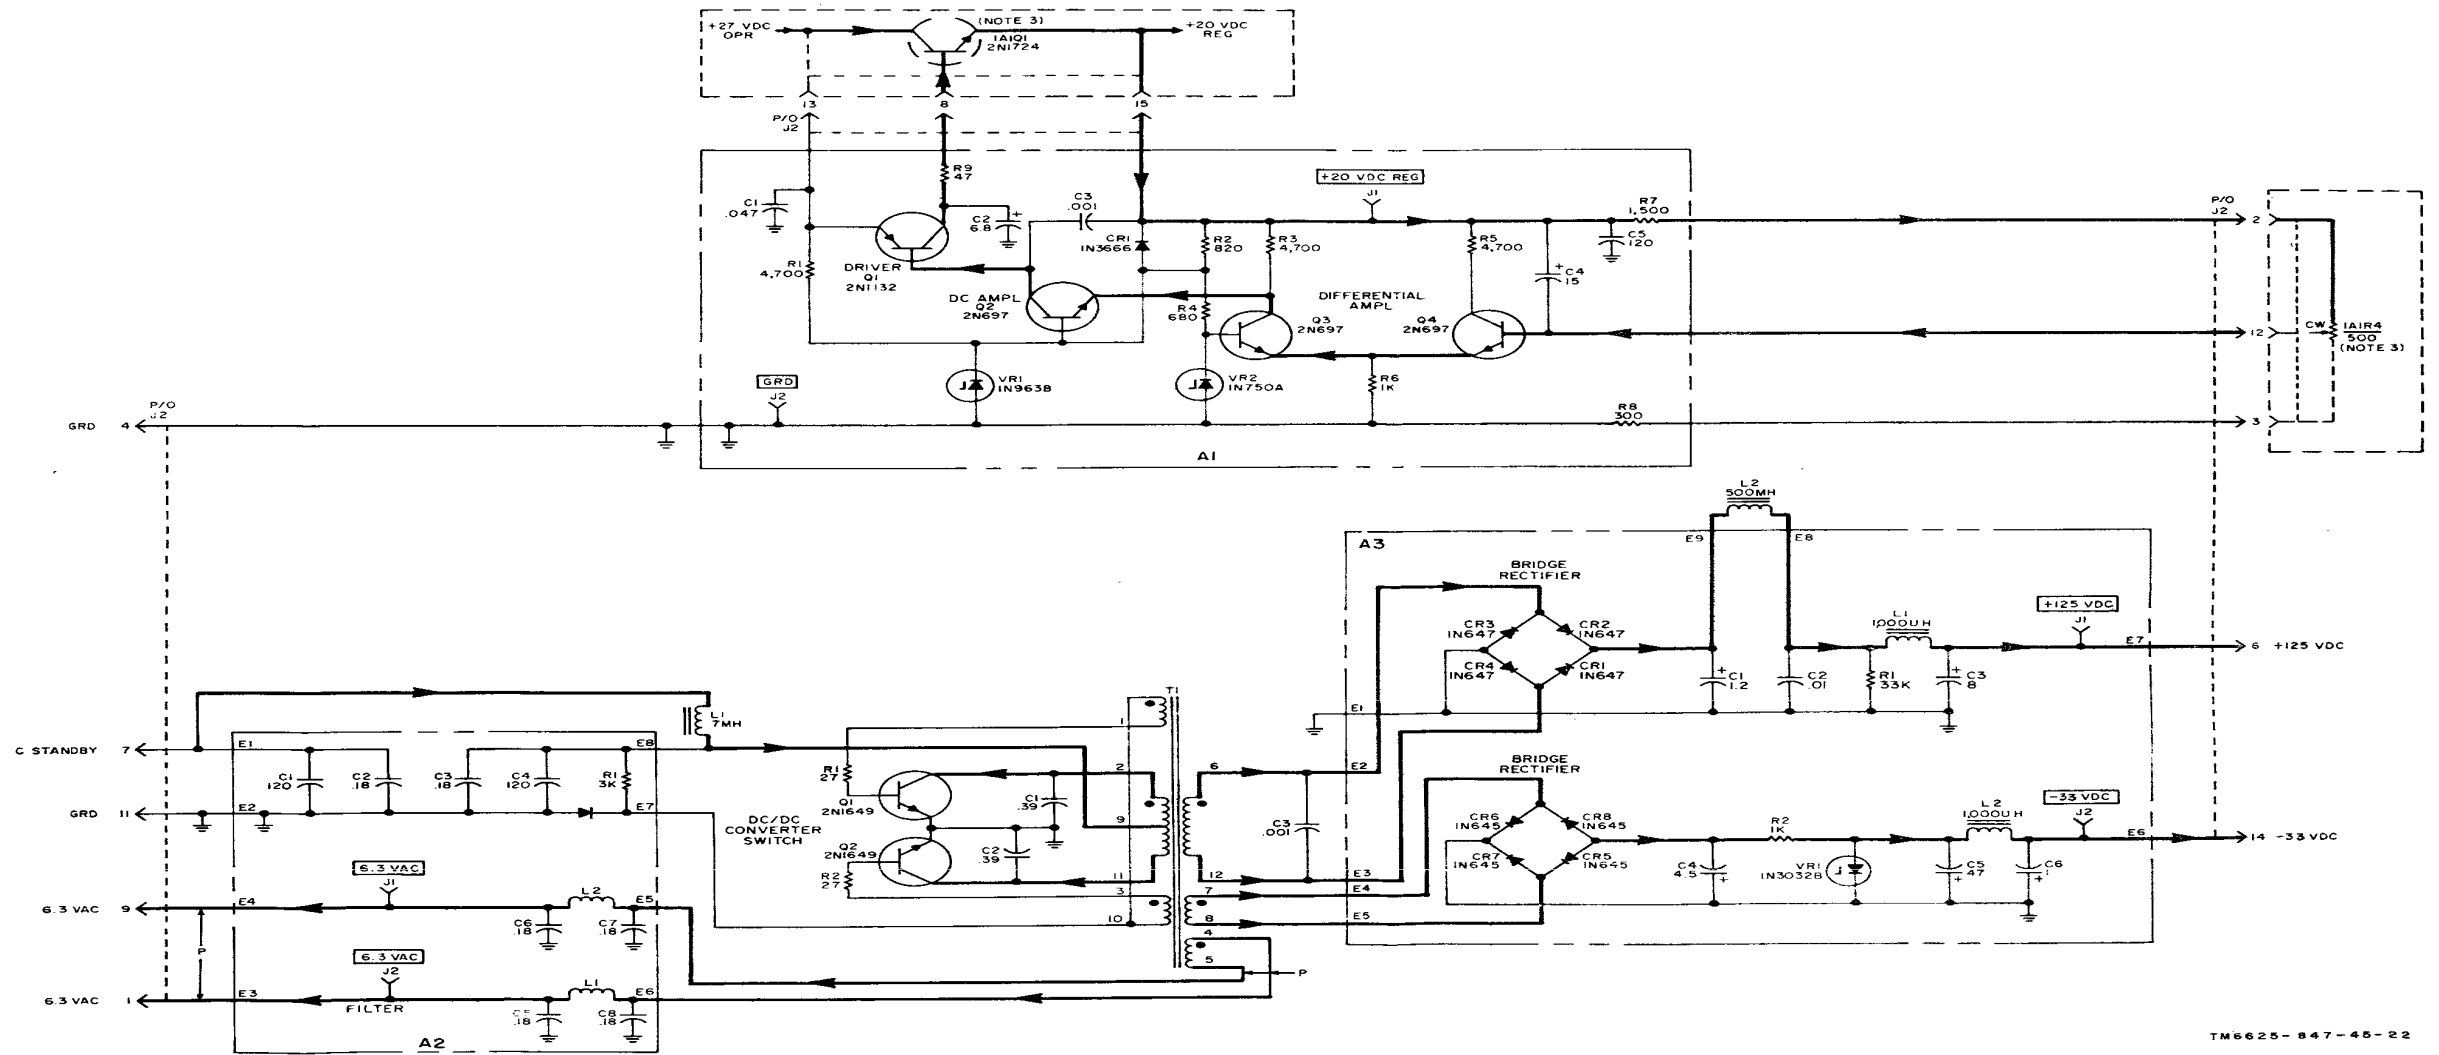 +27 VDC
OPR
(NOTE 3)
1A1Q1
2N1724
+20 VDC
REG
13
8
15
P/O
J2
R9
47
C1
.047
C2
6.8
+
C3
.001
CR1
1N3666
R2
820
R3
4,700
+20 VDC REG
J1
R5
4,700
R7
1,500
C5
120
+
C4
15
P/O
J2
2
R1
4,700
DRIVER
Q1
2N1132
DC AMPL
Q2
2N697
R4
680
DIFFERENTIAL
AMPL
Q3
2N697
Q4
2N697
12
CW
1A1R4
500
(NOTE 3)
GRD
J2
VR1
1N963B
VR2
1N750A
R6
1K
R8
300
3
P/O
J2
GRD 4
A1
L2
500MH
A3
E9
E8
BRIDGE
RECTIFIER
CR3
1N647
CR2
1N647
CR4
1N647
CR1
1N647
L1
1,000UH
+125 VDC
J1
E7
6 +125 VDC
+
C1
1.2
C2
.01
R1
33K
+
C3
8
E1
T1
1
L1
7MH
C STANDBY 7
E1
E8
C1
120
C2
.18
C3
.18
C4
120
R1
3K
GRD 11
E2
E7
R1
27
Q1
2N1649
DC/DC
CONVERTER
SWITCH
Q2
2N1649
R2
27
C1
.39
C2
.39
2
9
11
3
10
6
12
7
8
4
5
C3
.001
E2
E3
E4
E5
BRIDGE
RECTIFIER
CR6
1N645
CR8
1N645
CR7
1N645
CR5
1N645
R2
1K
C4
4.5
+
VR1
1N3032B
L2
1,000UH
C5
47
+
C6
1
+
-33 VDC
J2
E6
14 -33 VDC
6.3 VAC
J1
6.3 VAC 9
E4
L2
E5
C6
.18
C7
.18
P
6.3 VAC
J2
6.3 VAC 1
E3
FILTER
L1
E6
.18
C8
.18
P
A2
TM6625-847-45-22